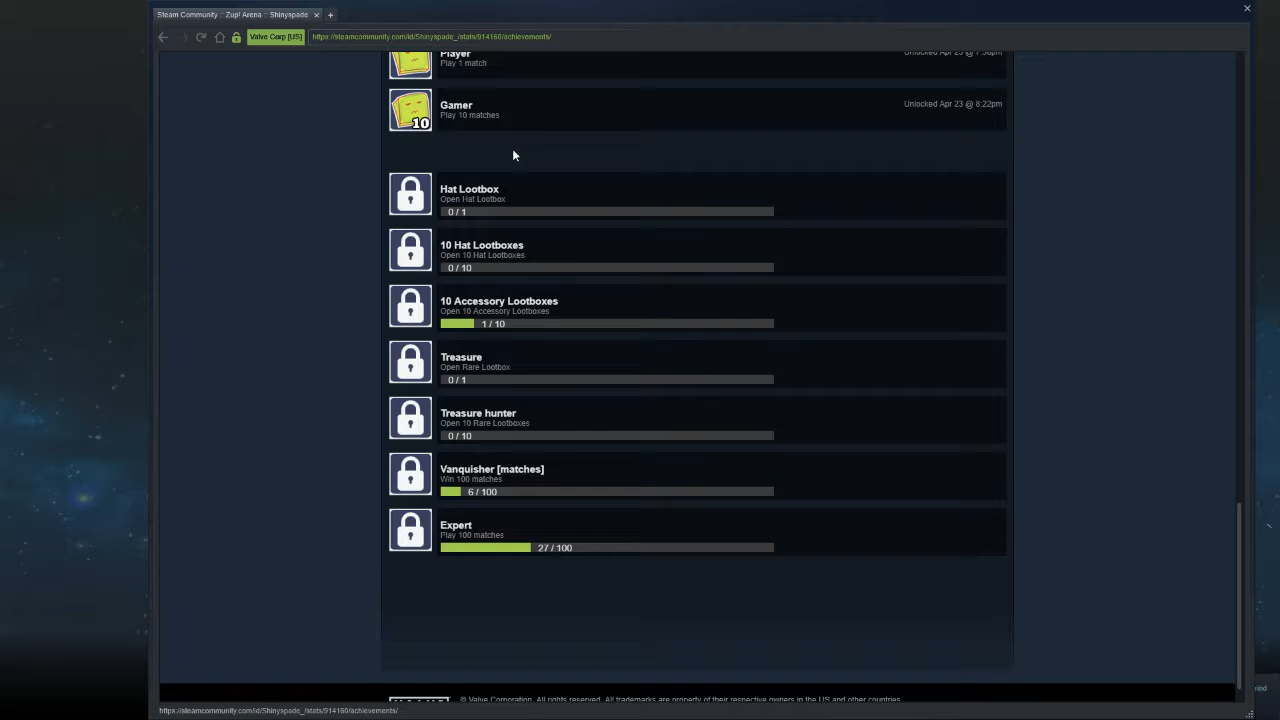 Steam Community :: Zup! Arena :: Shinyspade
Valve Corp [US]
https://steamcommunity.com/id/Shinyspade_/stats/914160/achievements/
Player
Play 1 match
Gamer
Unlocked Apr 23 @ 8:22pm
Play 10 matches
10
Hat Lootbox
Open Hat Lootbox
0 / 1
10 Hat Lootboxes
Open 10 Hat Lootboxes
0 / 10
10 Accessory Lootboxes
Open 10 Accessory Lootboxes
1 / 10
Treasure
Open Rare Lootbox
0 / 1
Treasure hunter
Open 10 Rare Lootboxes
0 / 10
Vanquisher [matches]
Win 100 matches
6 / 100
Expert
Play 100 matches
27 / 100
© Valve Corporation. All rights reserved. All trademarks are property of their respective owners in the US and other countries.
https://steamcommunity.com/id/Shinyspade_/stats/914160/achievements/